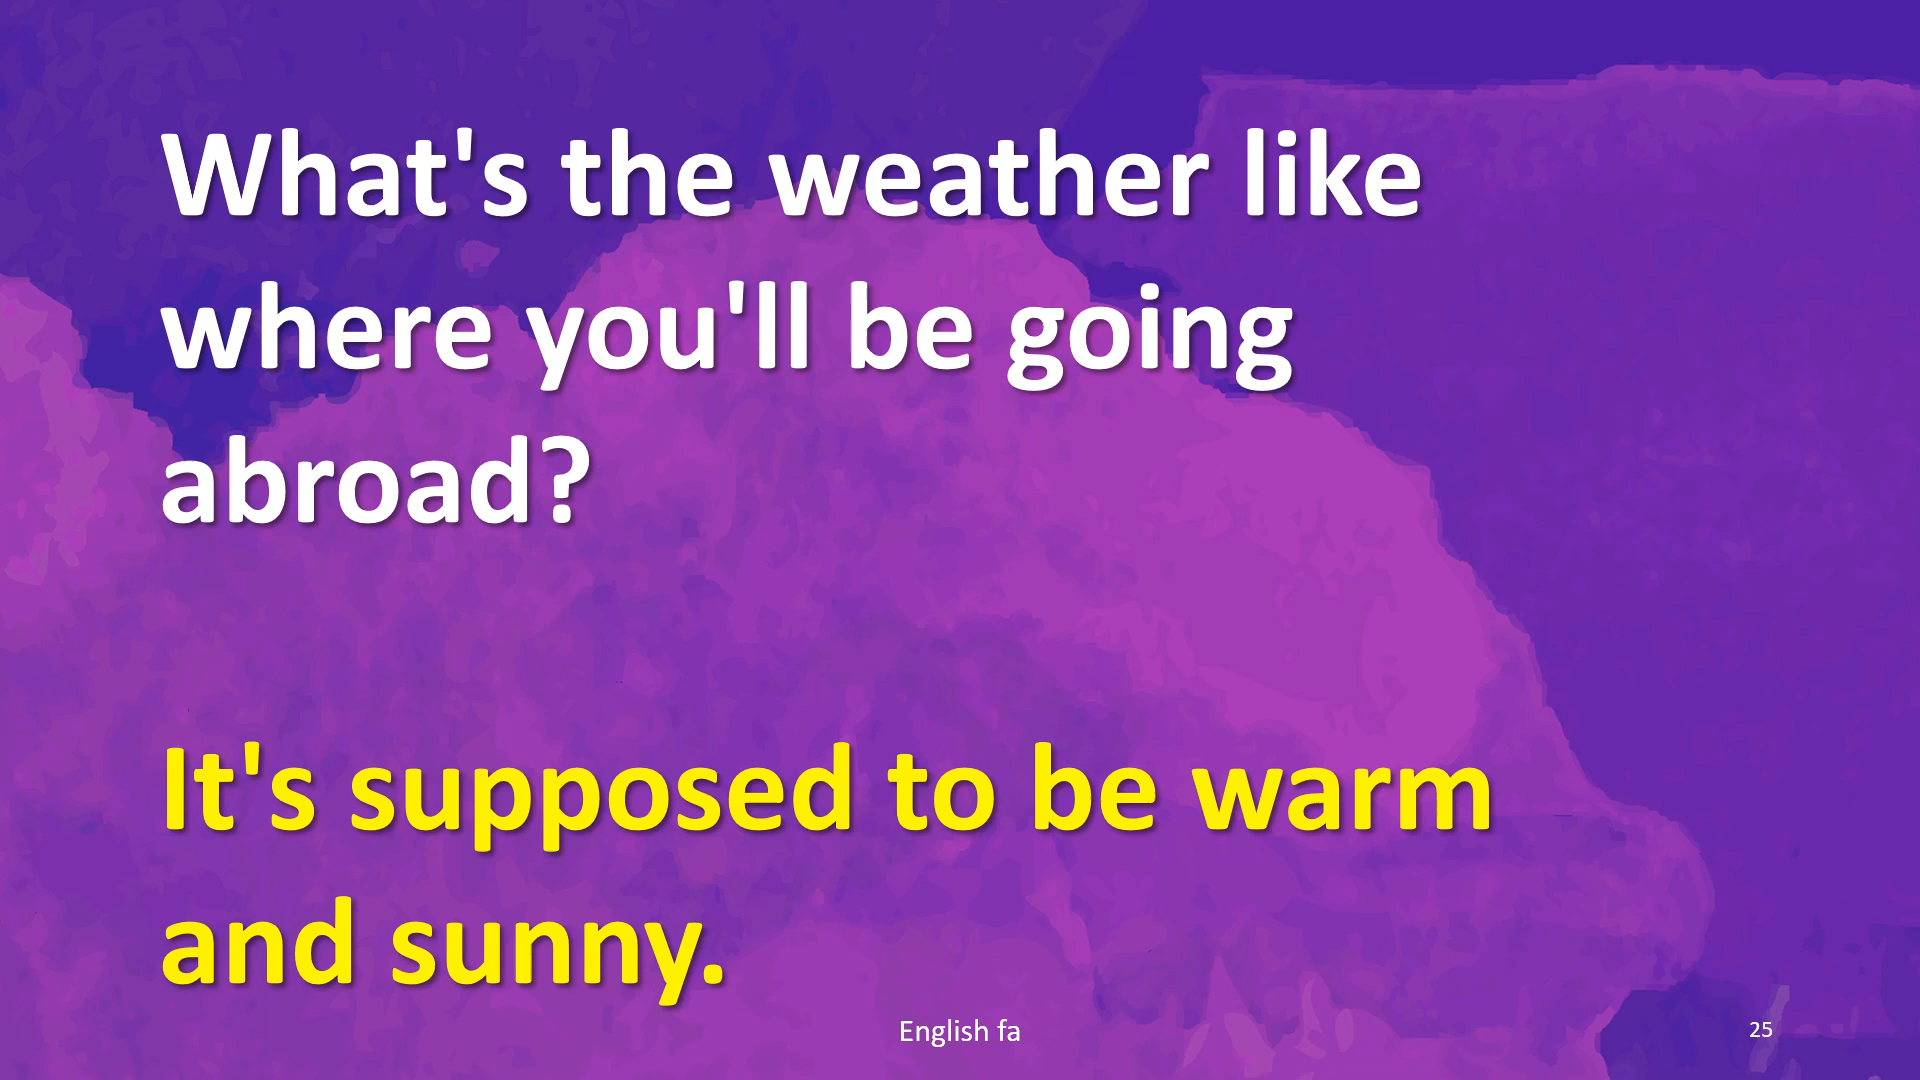 What's the weather like
where you'll be going
abroad?
It's supposed to be warm
and sunny.
English fa
25